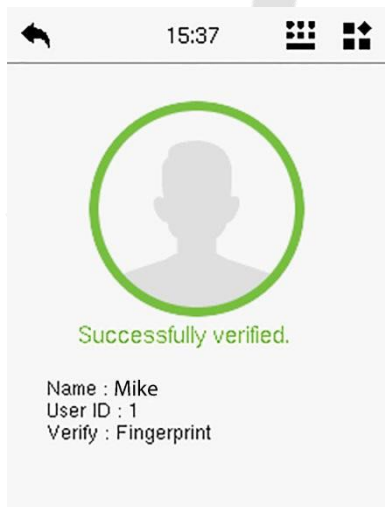 15:37
Successfully verified.
Name : Mike
User ID : 1
Verify : Fingerprint